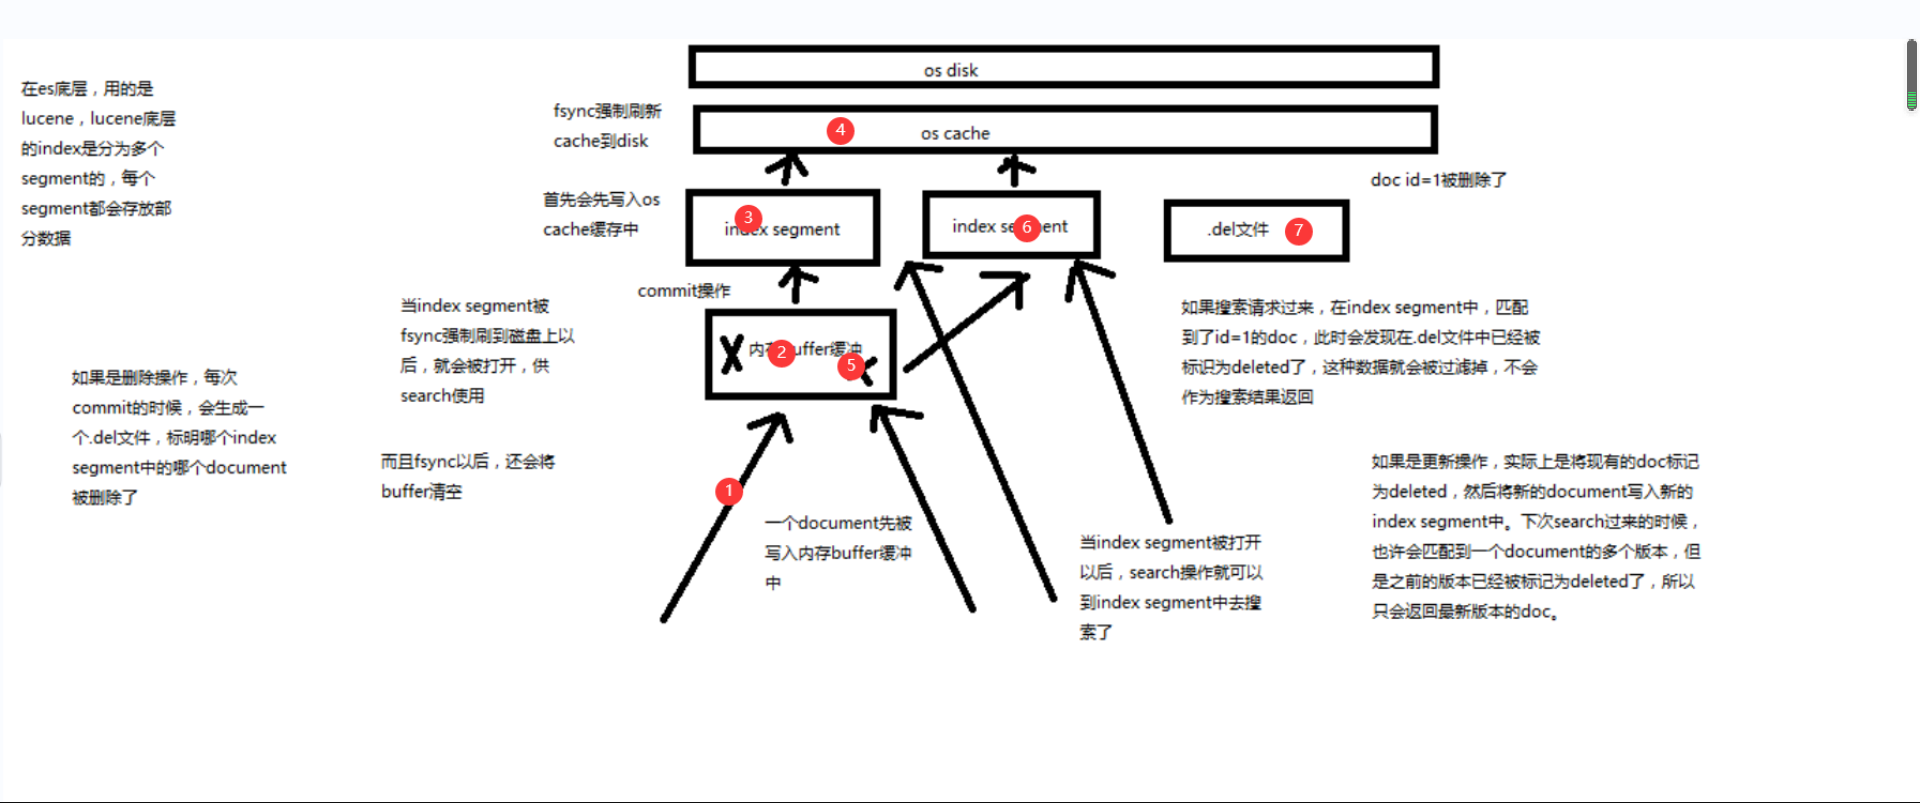 os disk
在es底层，用的是
lucene，lucene底层
的index是分为多个
segment的，每个
segment都会存放部
分数据
fsync强制刷新
cache到disk
4
os cache
doc id=1被删除了
首先会先写入os
cache缓存中
3
index segment
6
index segment
.del文件
7
commit操作
当index segment被
fsync强制刷到磁盘上以
后，就会被打开，供
search使用
内存buffer缓冲
2
5
如果搜索请求过来，在index segment中，匹配
到了id=1的doc，此时会发现在.del文件中已经被
标识为deleted了，这种数据就会被过滤掉，不会
作为搜索结果返回
如果是删除操作，每次
commit的时候，会生成一
个.del文件，标明哪个index
segment中的哪个document
被删除了
而且fsync以后，还会将
buffer清空
1
一个document先被
写入内存buffer缓冲
中
当index segment被打开
以后，search操作就可以
到index segment中去搜
索了
如果是更新操作，实际上是将现有的doc标记
为deleted，然后将新的document写入新的
index segment中。下次search过来的时候，
也许会匹配到一个document的多个版本，但
是之前的版本已经被标记为deleted了，所以
只会返回最新版本的doc。